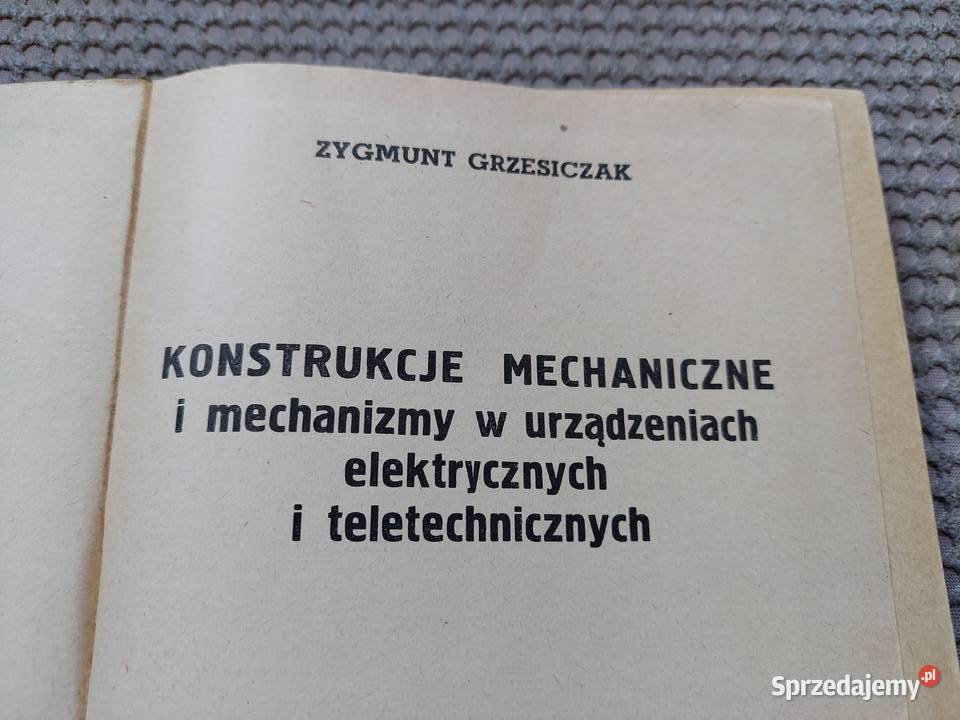 ZYGMUNT GRZESICZAK
KONSTRUKCJE MECHANICZNE
i mechanizmy w urządzeniach
elektrycznych
i teletechnicznych
Sprzedajemy.pl